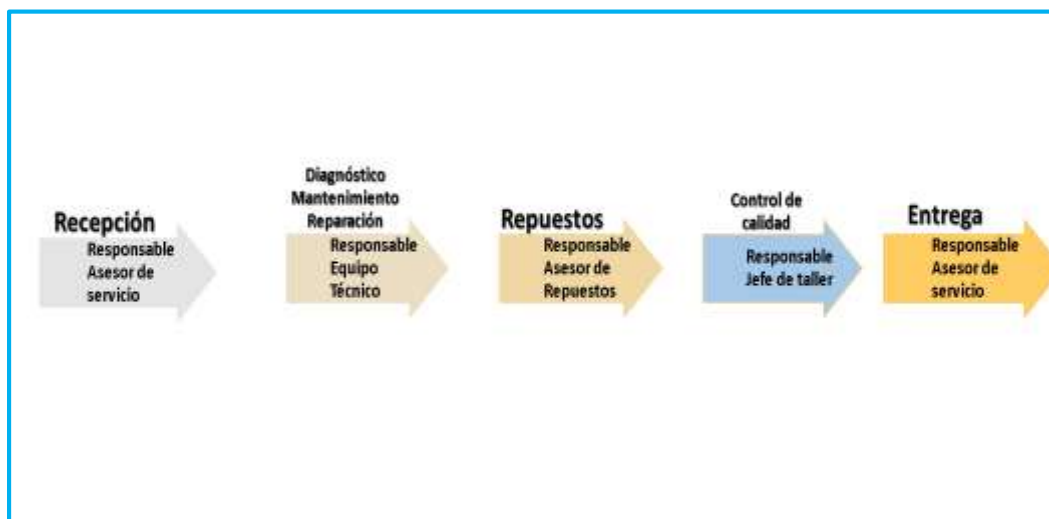 Recepción
Responsable
Asesor de
servicio
Diagnóstico
Mantenimiento
Reparación
Responsable
Equipo
Técnico
Repuestos
Responsable
Asesor de
Repuestos
Control de
calidad
Responsable
Jefe de taller
Entrega
Responsable
Asesor de
servicio